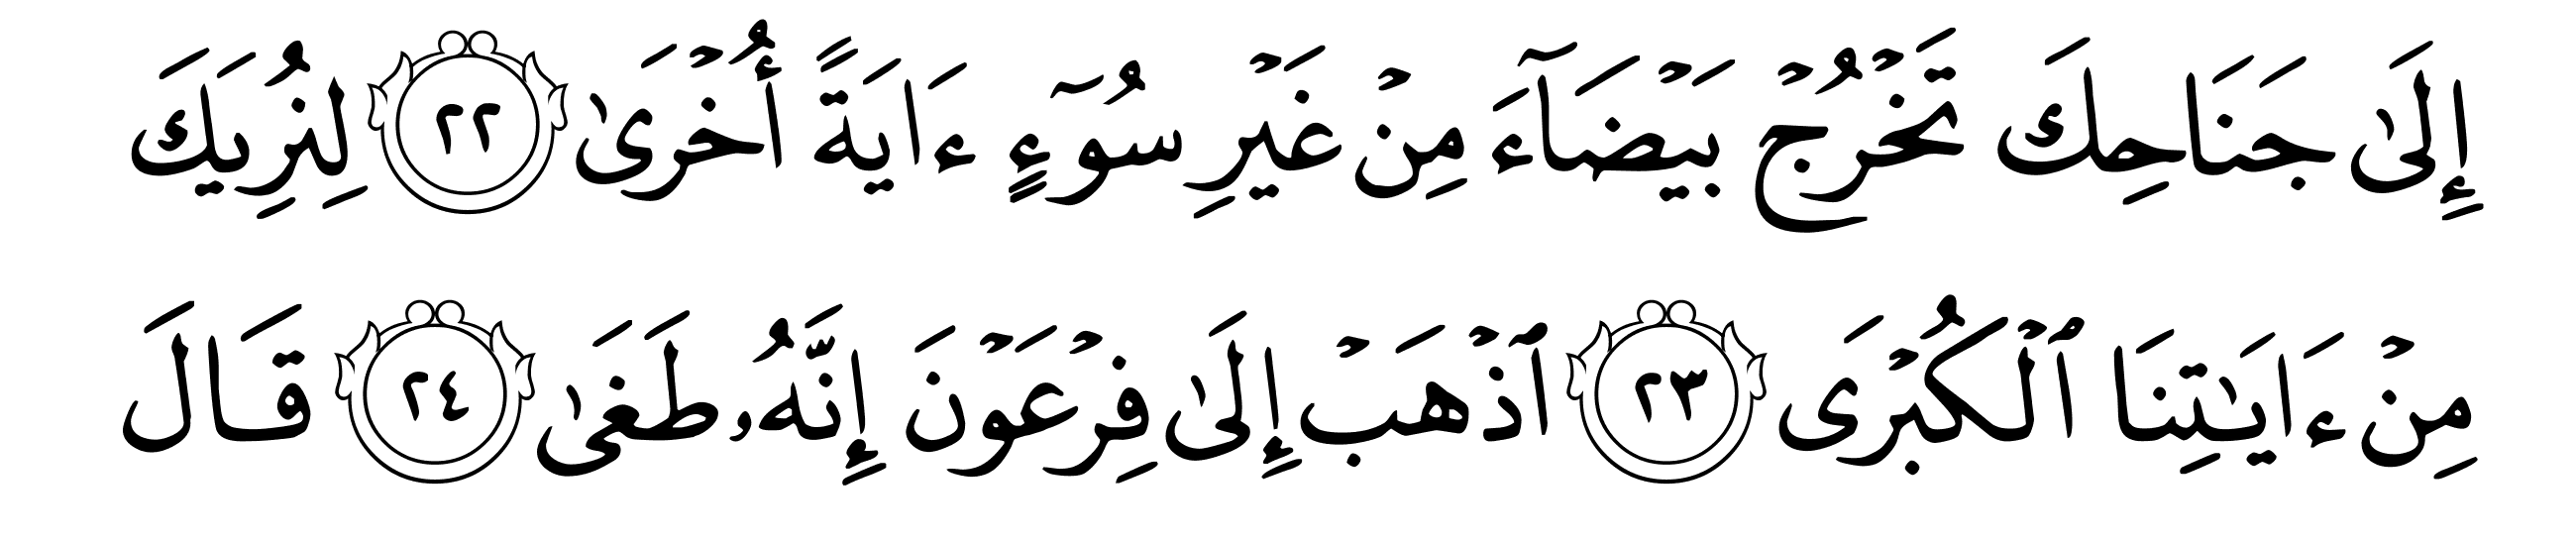 إِلَىٰ جَنَاحِكَ تَخْرُجْ بَيْضَآءَ مِنْ غَيْرِ سُوٓءٍ ءَايَةً أُخْرَىٰ ٢٢ لِنُرِيَكَ
مِنْ ءَايَٰتِنَا ٱلْكُبْرَى ٢٣ ٱذْهَبْ إِلَىٰ فِرْعَوْنَ إِنَّهُۥ طَغَىٰ ٢٤ قَالَ